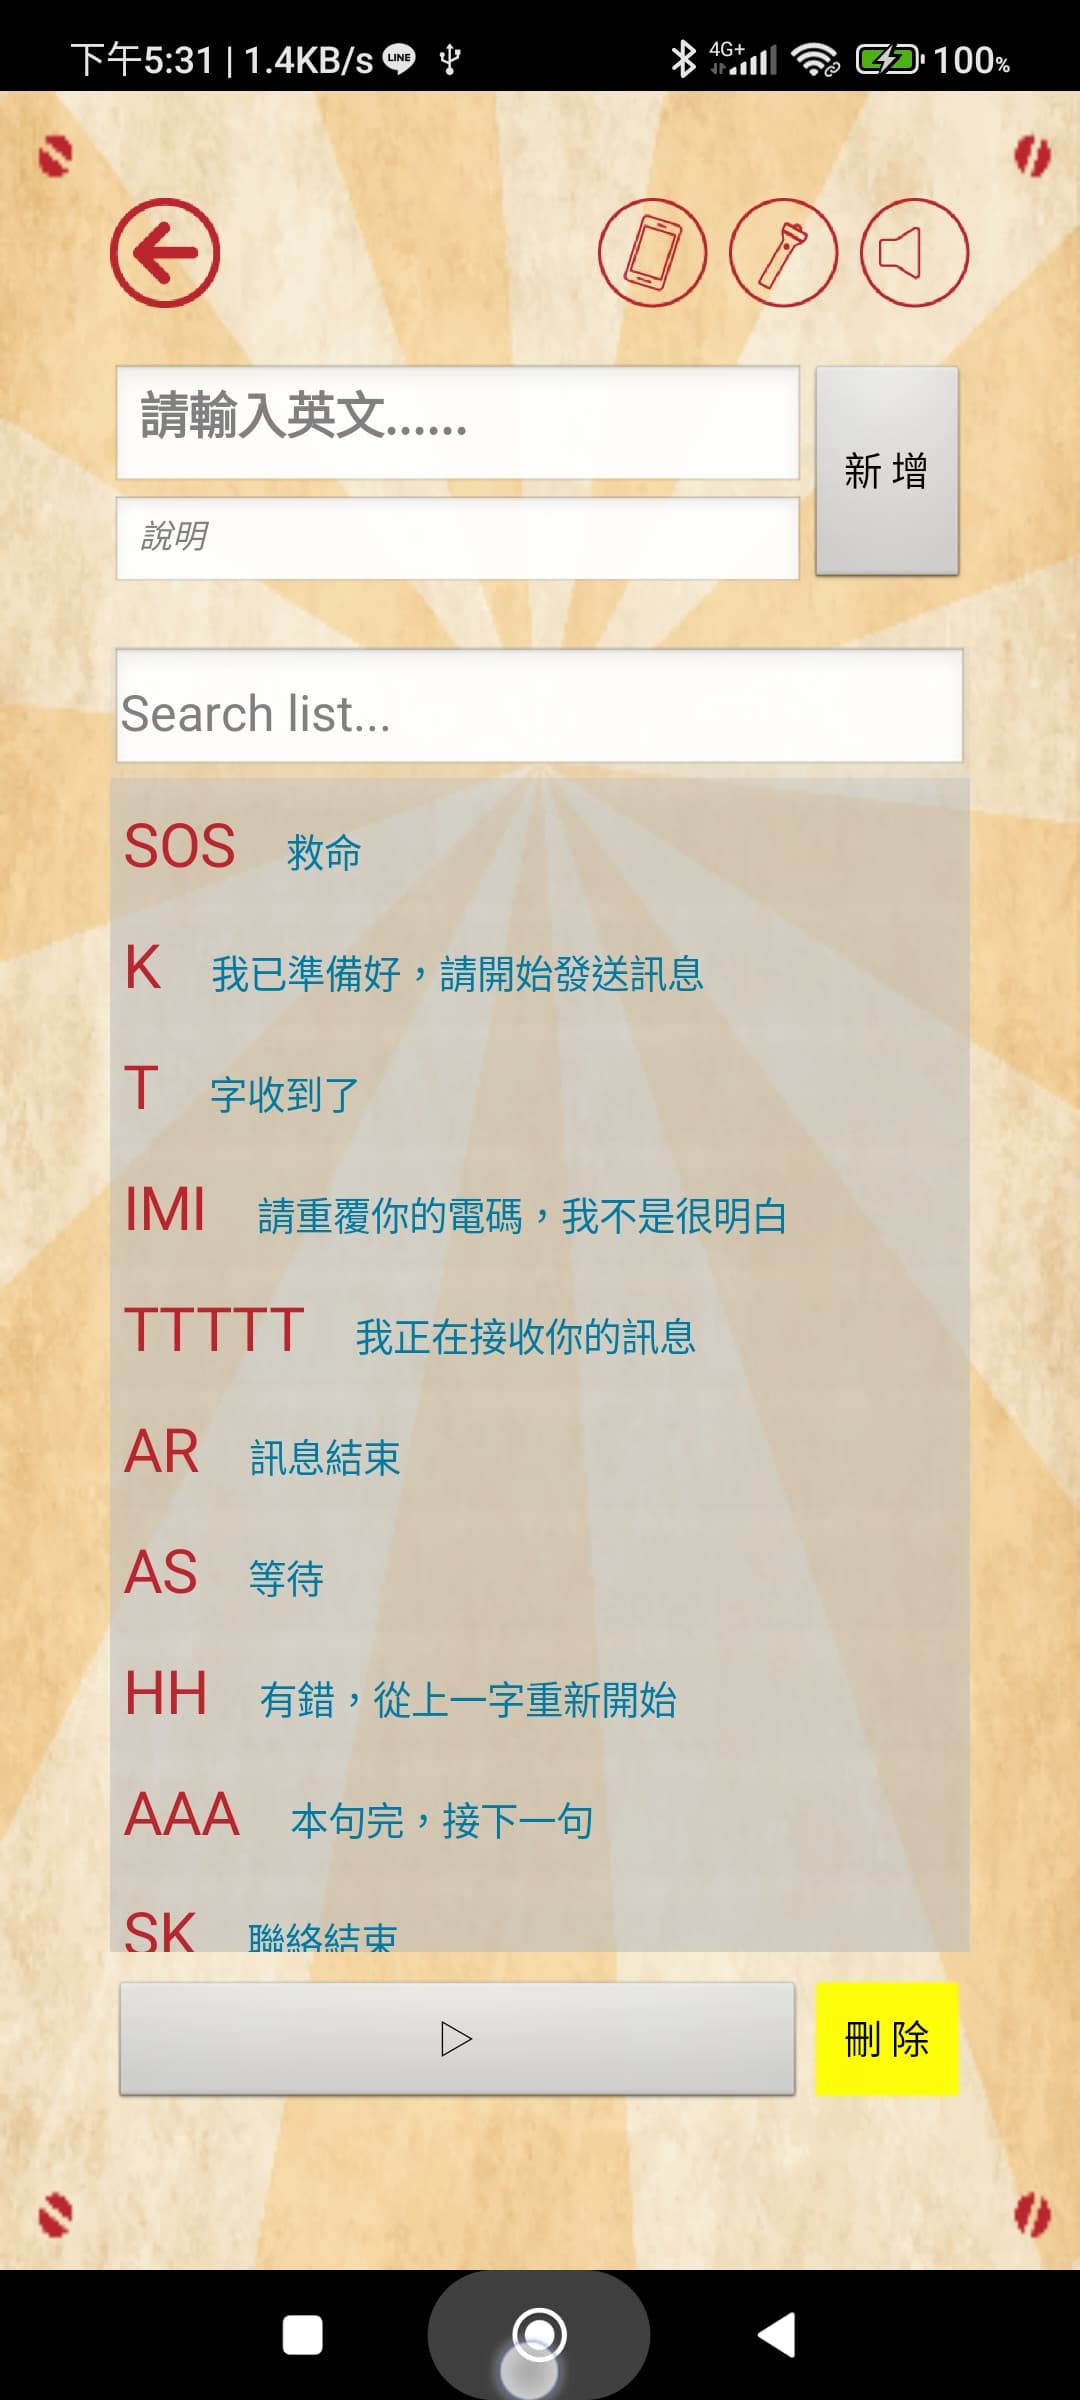 下午5:31 | 1.4KB/s LINE 4G+ 100%
請輸入英文......
說明
新 增
Search list...
SOS 救命
K 我已準備好，請開始發送訊息
T 字收到了
IMI 請重覆你的電碼，我不是很明白
TTTTT 我正在接收你的訊息
AR 訊息結束
AS 等待
HH 有錯，從上一字重新開始
AAA 本句完，接下一句
SK 聯絡結束
刪 除